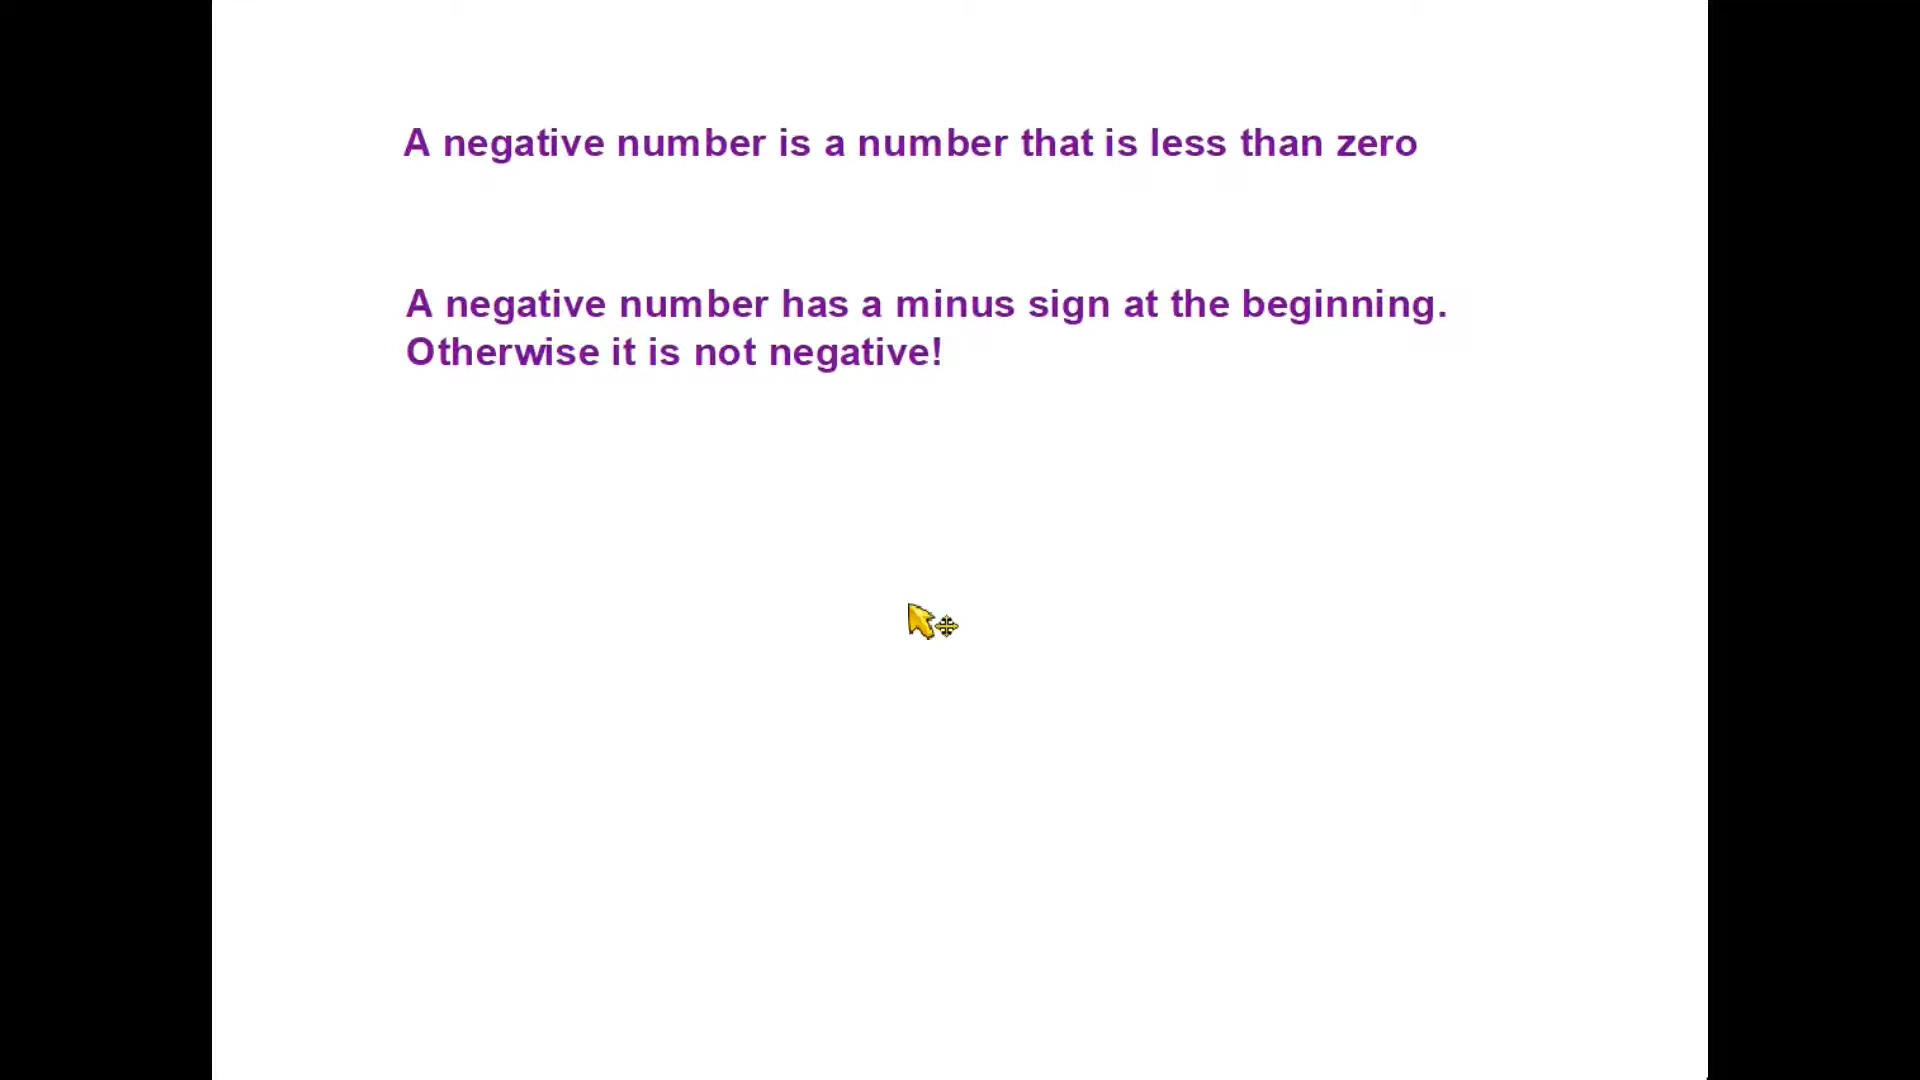 A negative number is a number that is less than zero
A negative number has a minus sign at the beginning.
Otherwise it is not negative!